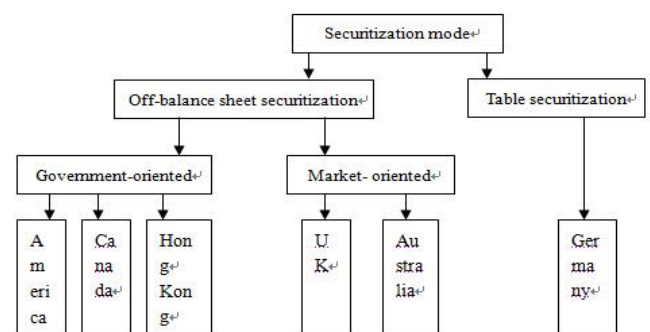 Securitization mode↵
Off-balance sheet securitization↵
Table securitization↵
Government-oriented↵
Market- oriented↵
A
m
eri
ca
Ca
na
da↵
Hon
g↵
Kon
g↵
U
K↵
Au
stra
lia↵
Ger
ma
ny↵